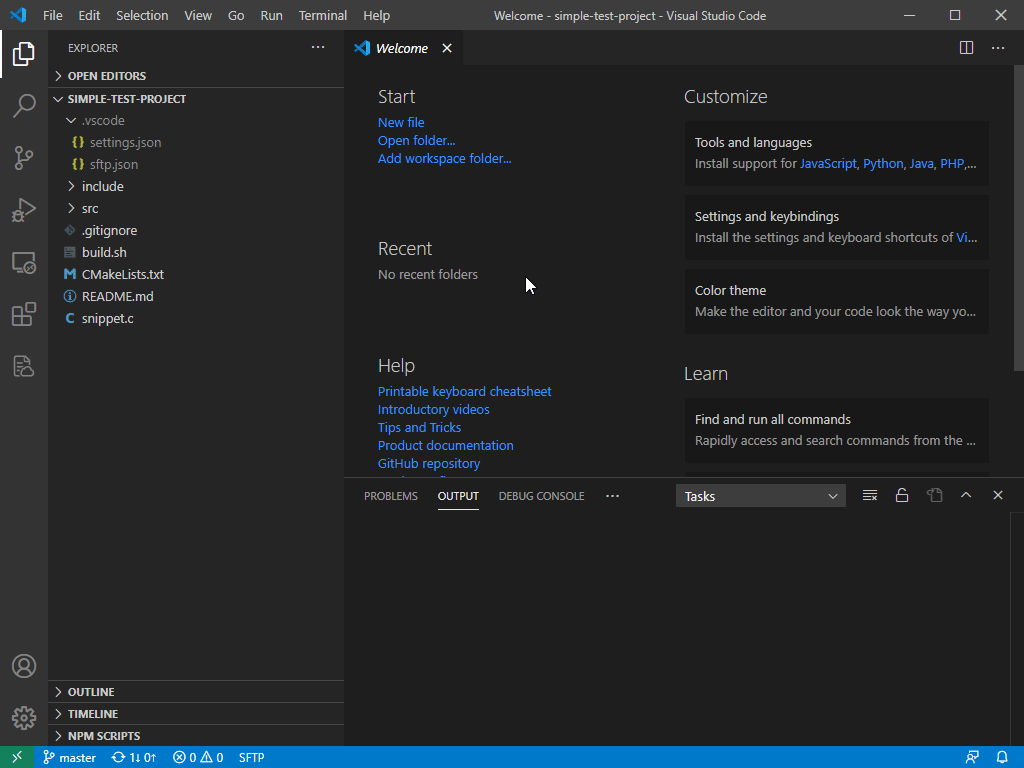 File Edit Selection View Go Run Terminal Help
Welcome - simple-test-project - Visual Studio Code
EXPLORER
OPEN EDITORS
SIMPLE-TEST-PROJECT
.vscode
{} settings.json
{} sftp.json
include
src
.gitignore
build.sh
M CMakeLists.txt
README.md
C snippet.c
OUTLINE
TIMELINE
NPM SCRIPTS
Welcome
Start
New file
Open folder...
Add workspace folder...
Recent
No recent folders
Help
Printable keyboard cheatsheet
Introductory videos
Tips and Tricks
Product documentation
GitHub repository
Customize
Tools and languages
Install support for JavaScript, Python, Java, PHP,...
Settings and keybindings
Install the settings and keyboard shortcuts of Vi...
Color theme
Make the editor and your code look the way yo...
Learn
Find and run all commands
Rapidly access and search commands from the ...
PROBLEMS OUTPUT DEBUG CONSOLE
Tasks
master 1↓ 0↑ 0 0 SFTP